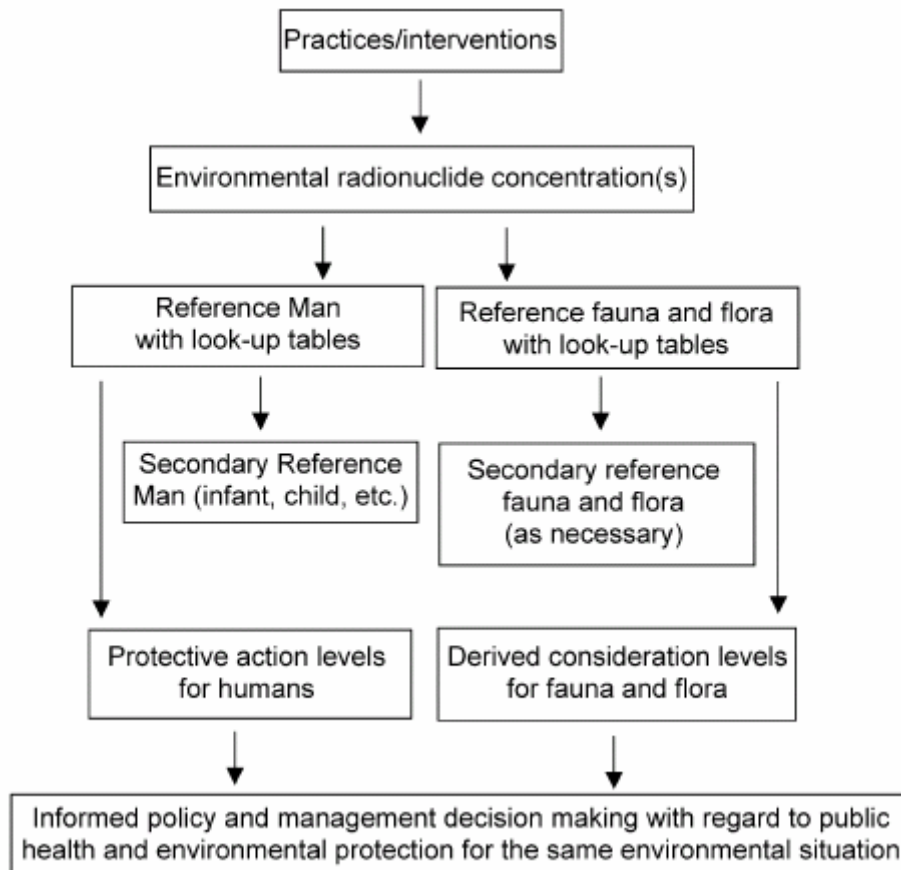 Practices/interventions
Environmental radionuclide concentration(s)
Reference Man
with look-up tables
Reference fauna and flora
with look-up tables
Secondary Reference
Man (infant, child, etc.)
Secondary reference
fauna and flora
(as necessary)
Protective action levels
for humans
Derived consideration levels
for fauna and flora
Informed policy and management decision making with regard to public
health and environmental protection for the same environmental situation